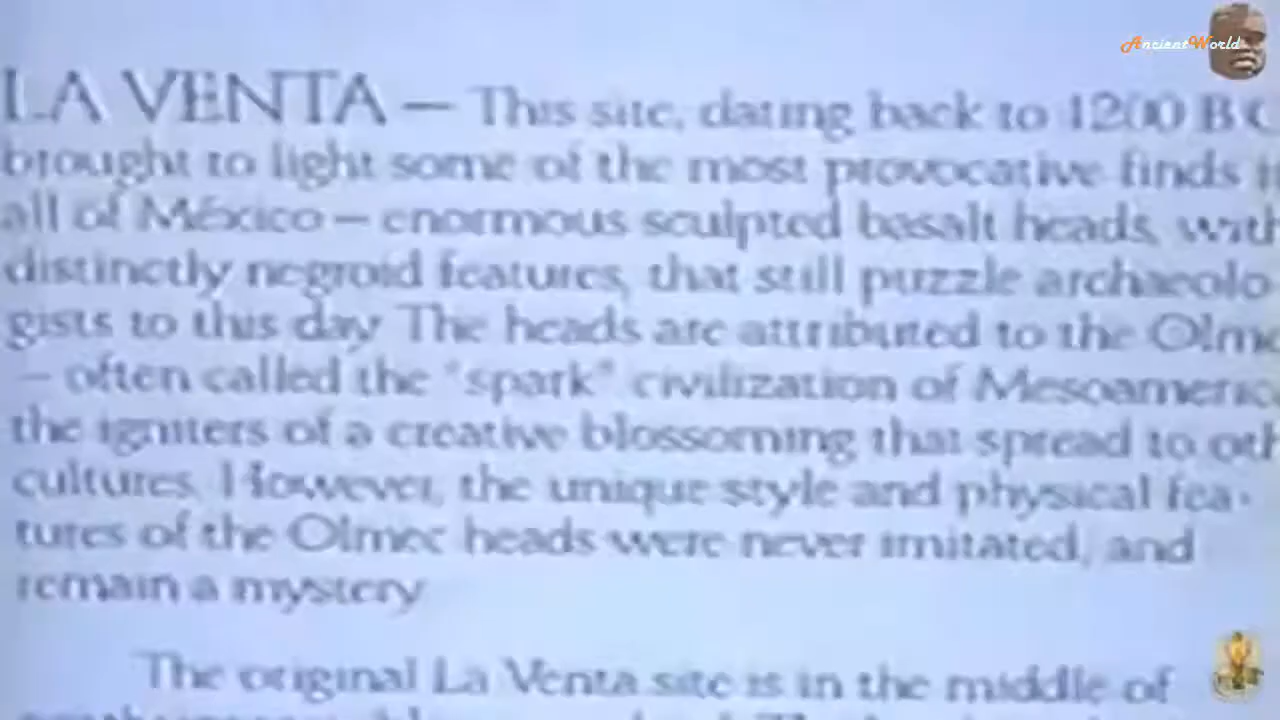 AncientWorld
LA VENTA — This site, dating back to 1200 B C
brought to light some of the most provocative finds
all of México — enormous sculpted basalt heads, with
distinctly negroid features, that still puzzle archaeolo-
gists to this day The heads are attributed to the Olme
— often called the "spark" civilization of Mesoameric
the igniters of a creative blossoming that spread to oth
cultures. However, the unique style and physical fea-
tures of the Olmec heads were never imitated, and
remain a mystery
The original La Venta site is in the middle of